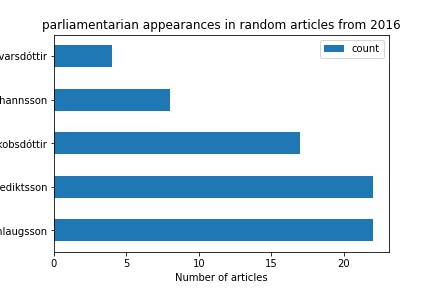 parliamentarian appearances in random articles from 2016
count
varsdóttir
hannsson
kobsdóttir
ediktsson
nlaugsson
0 5 10 15 20
Number of articles